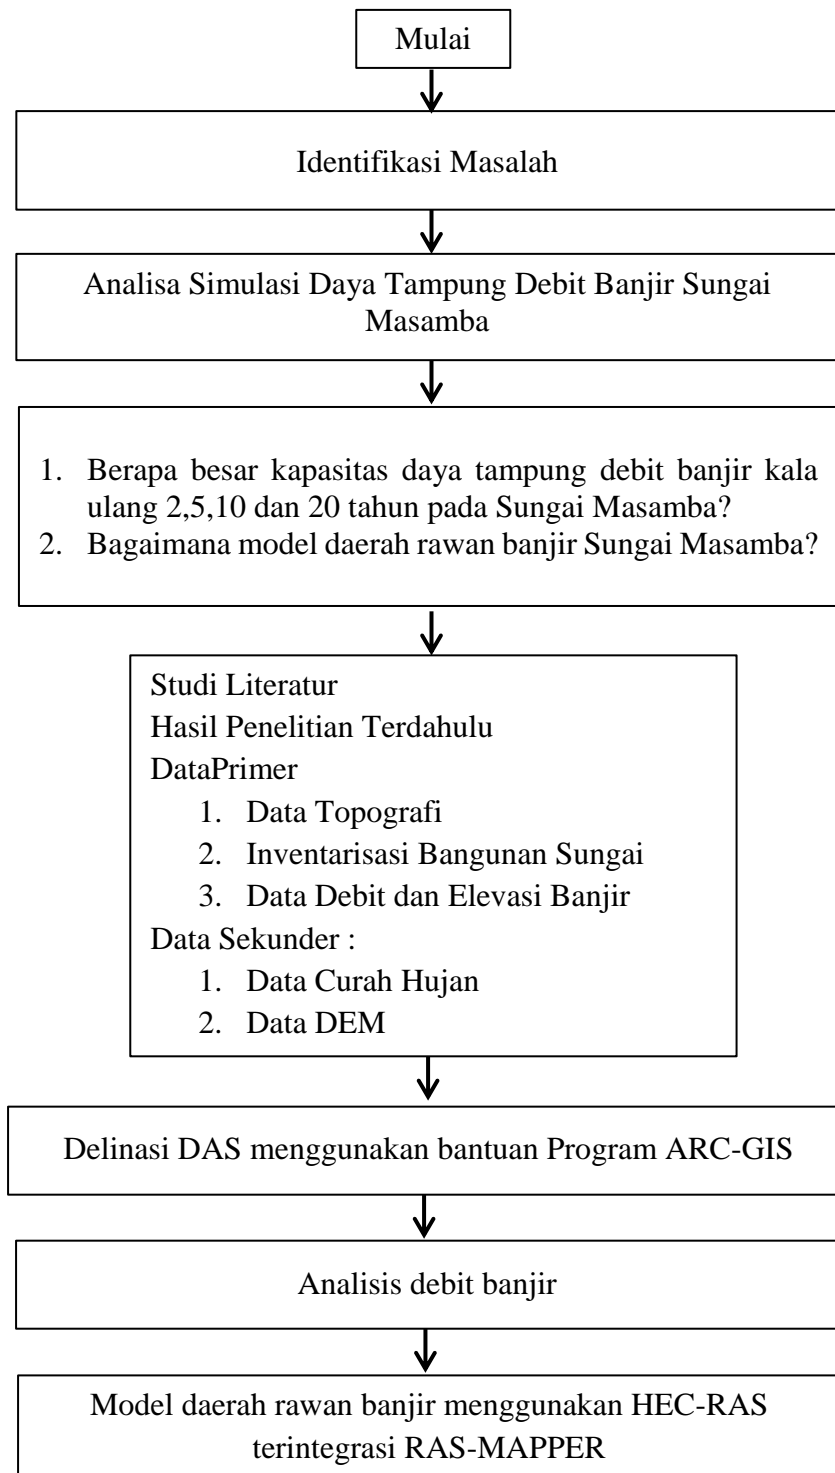 Mulai
Identifikasi Masalah
Analisa Simulasi Daya Tampung Debit Banjir Sungai
Masamba
1. Berapa besar kapasitas daya tampung debit banjir kala
ulang 2,5,10 dan 20 tahun pada Sungai Masamba?
2. Bagaimana model daerah rawan banjir Sungai Masamba?
Studi Literatur
Hasil Penelitian Terdahulu
DataPrimer
1. Data Topografi
2. Inventarisasi Bangunan Sungai
3. Data Debit dan Elevasi Banjir
Data Sekunder :
1. Data Curah Hujan
2. Data DEM
Delinasi DAS menggunakan bantuan Program ARC-GIS
Analisis debit banjir
Model daerah rawan banjir menggunakan HEC-RAS
terintegrasi RAS-MAPPER